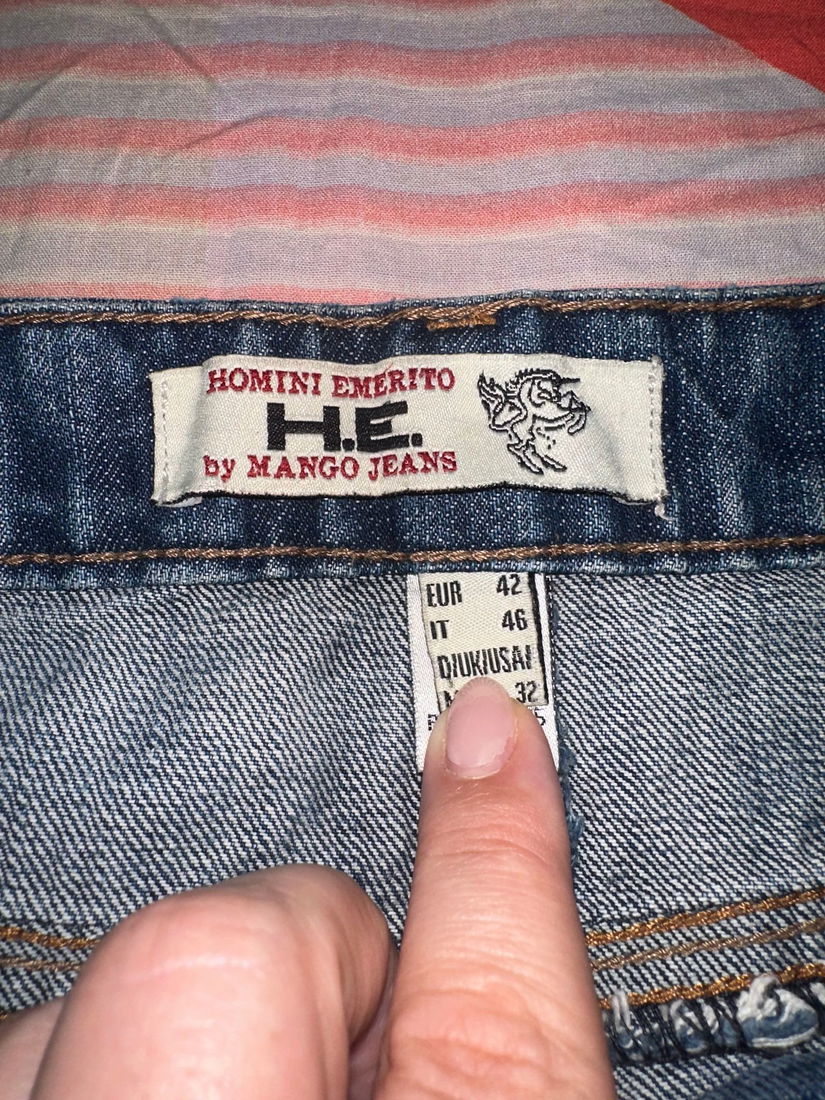 HOMINI EMERITO
H.E.
by MANGO JEANS
EUR 42
IT 46
D|UK|USA|
32